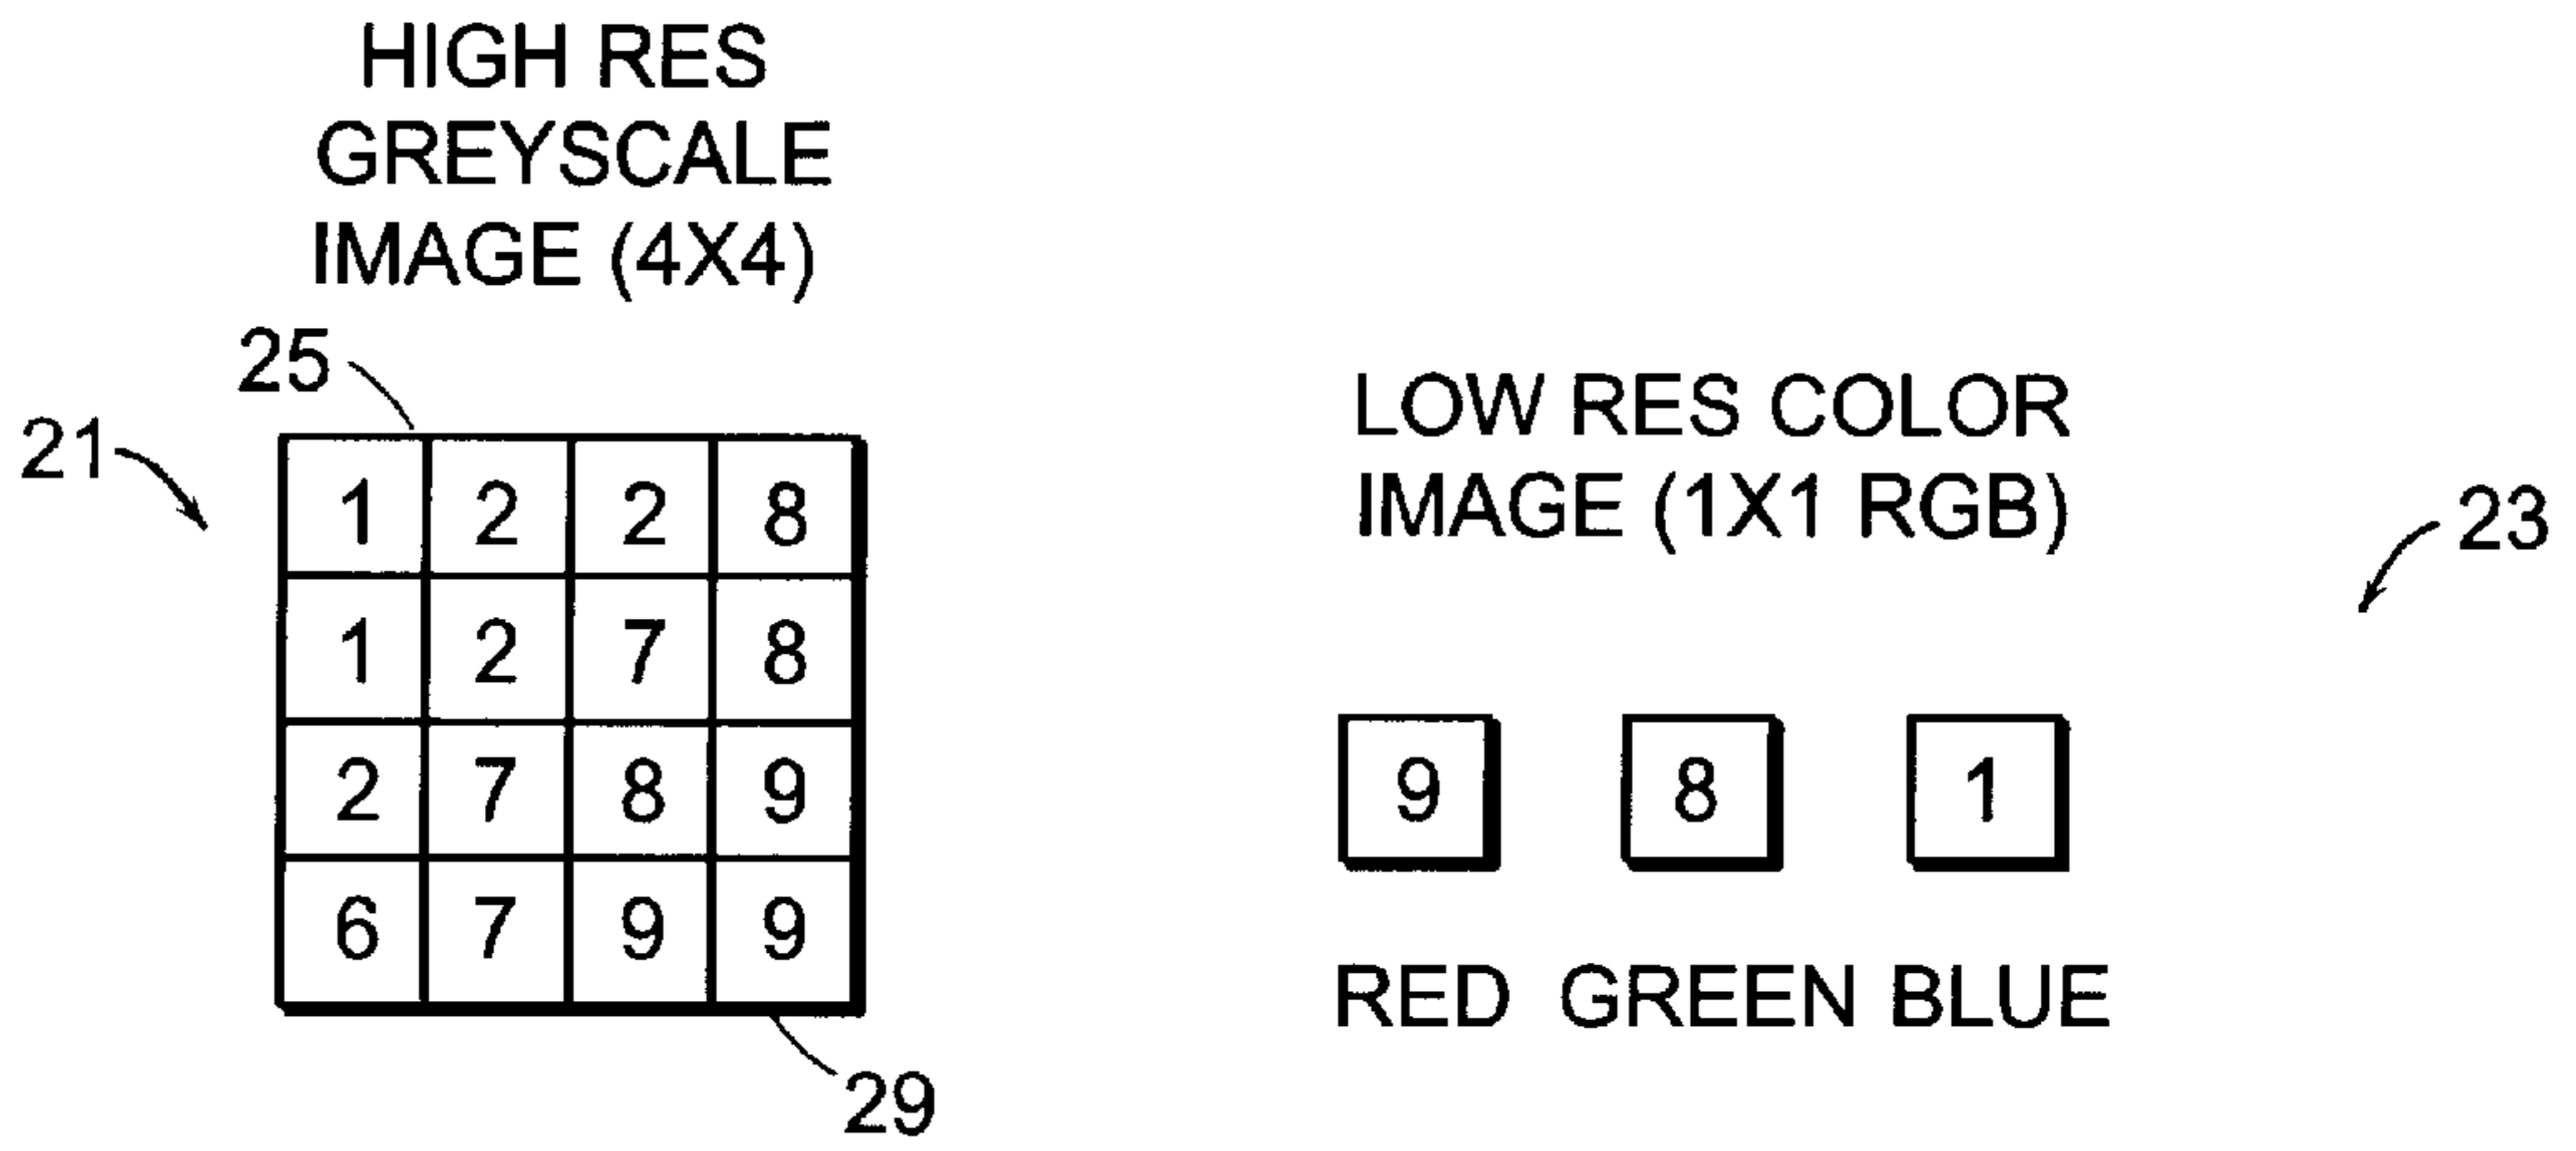 HIGH RES
GREYSCALE
IMAGE (4X4)
25
21
1 2 2 8
1 2 7 8
2 7 8 9
6 7 9 9
29
LOW RES COLOR
IMAGE (1X1 RGB)
23
9 8 1
RED GREEN BLUE